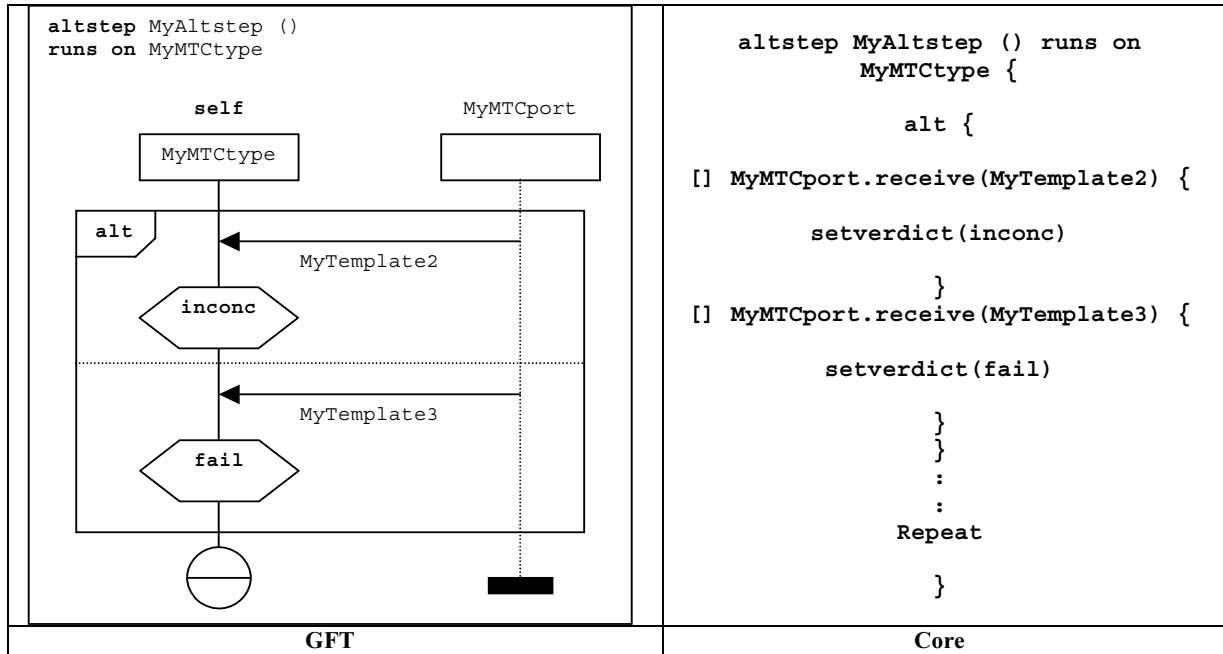 altstep MyAltstep ()
runs on MyMTCtype
self
MyMTCport
MyMTCtype
alt
MyTemplate2
inconc
MyTemplate3
fail
altstep MyAltstep () runs on
MyMTCtype {
alt {
[] MyMTCport.receive(MyTemplate2) {
setverdict(inconc)
}
[] MyMTCport.receive(MyTemplate3) {
setverdict(fail)
}
}
:
:
Repeat
}
GFT
Core